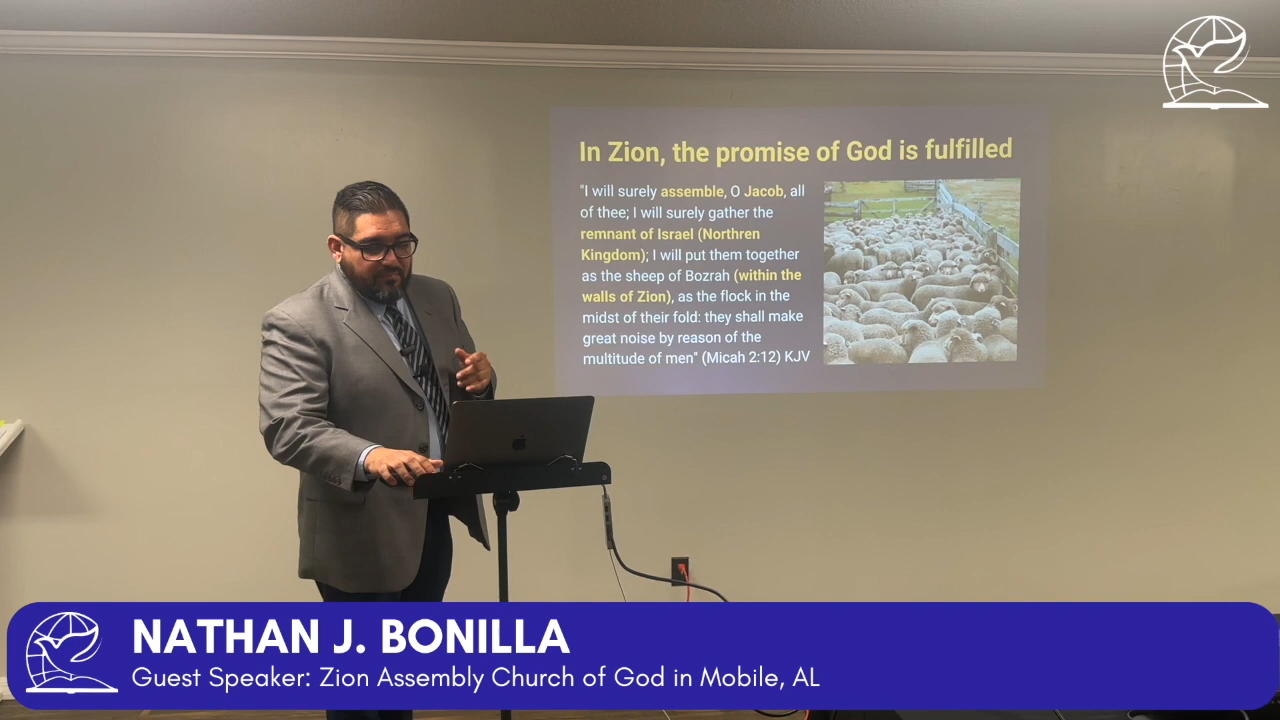 In Zion, the promise of God is fulfilled
"I will surely assemble, O Jacob, all
of thee; I will surely gather the
remnant of Israel (Northren
Kingdom); I will put them together
as the sheep of Bozrah (within the
walls of Zion), as the flock in the
midst of their fold: they shall make
great noise by reason of the
multitude of men" (Micah 2:12) KJV
NATHAN J. BONILLA
Guest Speaker: Zion Assembly Church of God in Mobile, AL